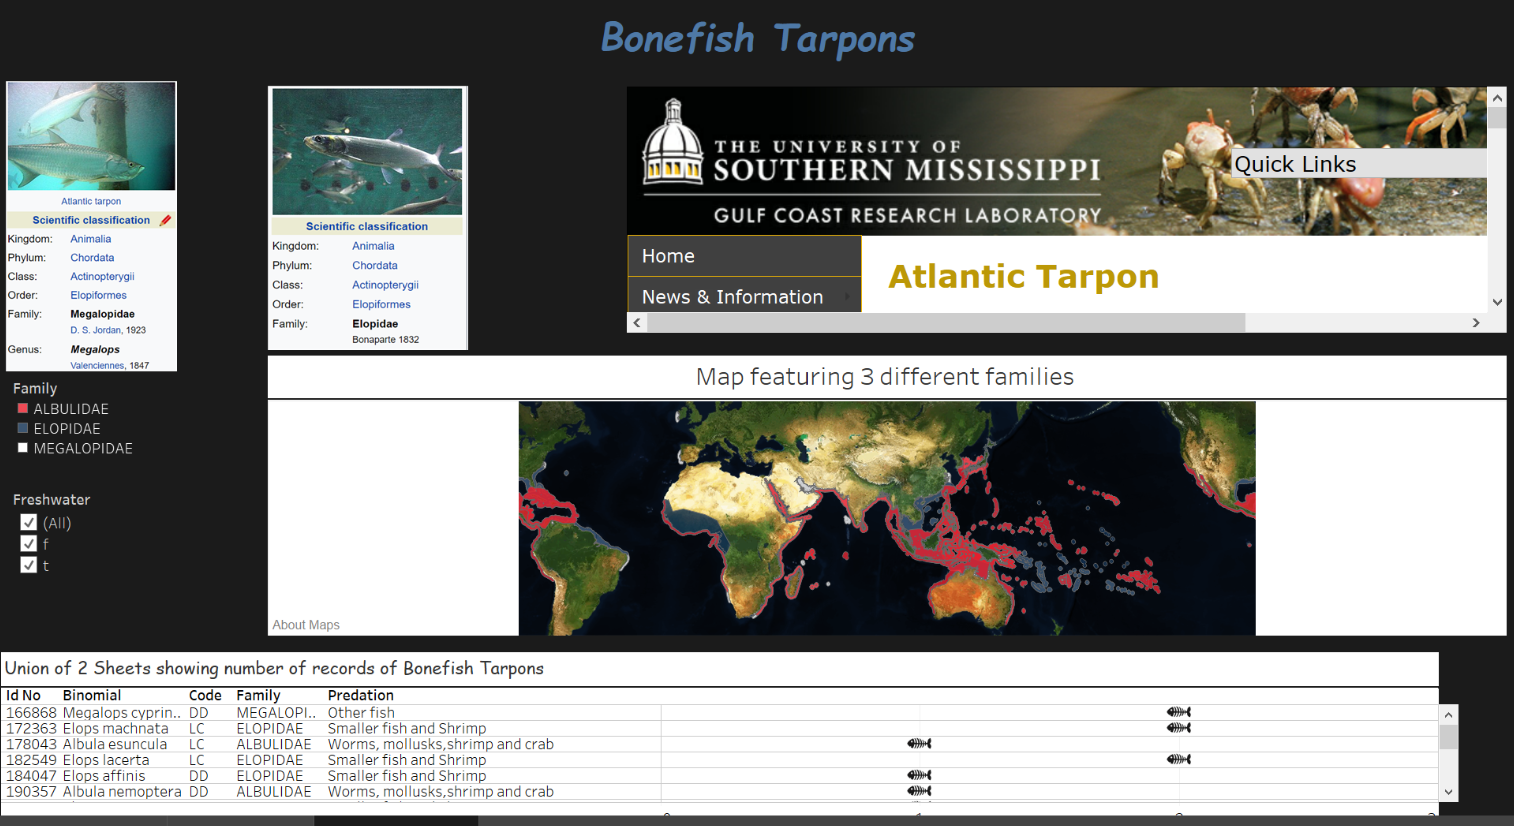 Bonefish Tarpons
Atlantic tarpon
Scientific classification
Kingdom: Animalia
Phylum: Chordata
Class: Actinopterygii
Order: Elopiformes
Family: Megalopidae
D. S. Jordan, 1923
Genus: Megalops
Valenciennes, 1847
Scientific classification
Kingdom: Animalia
Phylum: Chordata
Class: Actinopterygii
Order: Elopiformes
Family: Elopidae
Bonaparte 1832
THE UNIVERSITY OF
SOUTHERN MISSISSIPPI
GULF COAST RESEARCH LABORATORY
Quick Links
Home
News & Information
Atlantic Tarpon
Family
ALBULIDAE
ELOPIDAE
MEGALOPIDAE
Freshwater
(All)
f
t
Map featuring 3 different families
About Maps
Union of 2 Sheets showing number of records of Bonefish Tarpons
Id No Binomial Code Family Predation
166868 Megalops cyprin.. DD MEGALOPI.. Other fish
172363 Elops machnata LC ELOPIDAE Smaller fish and Shrimp
178043 Albula esuncula LC ALBULIDAE Worms, mollusks,shrimp and crab
182549 Elops lacerta LC ELOPIDAE Smaller fish and Shrimp
184047 Elops affinis DD ELOPIDAE Smaller fish and Shrimp
190357 Albula nemoptera DD ALBULIDAE Worms, mollusks,shrimp and crab